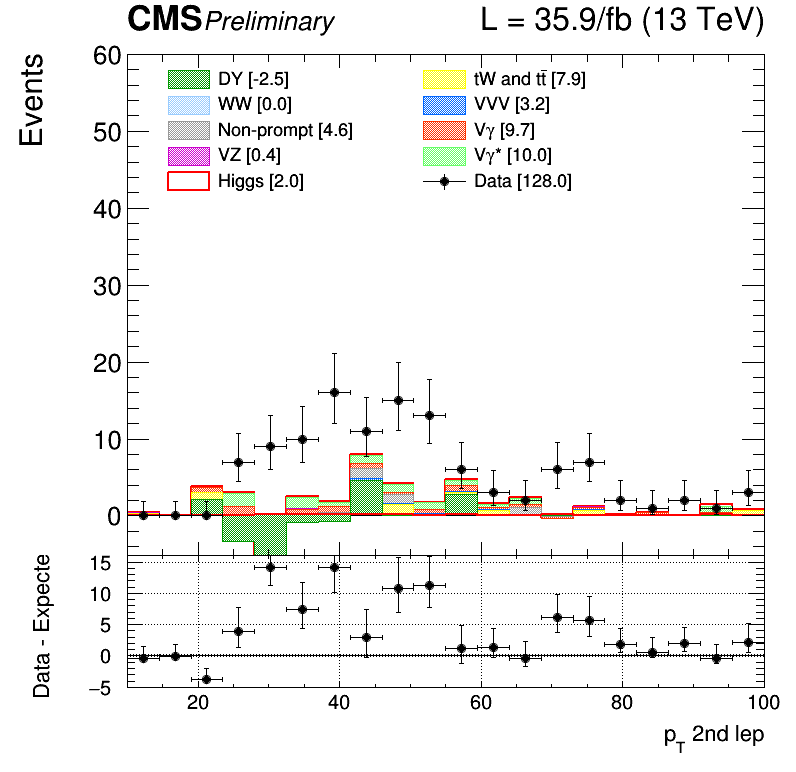 CMS Preliminary L = 35.9/fb (13 TeV)
Events
60
50
40
30
20
10
0
DY [-2.5]
WW [0.0]
Non-prompt [4.6]
VZ [0.4]
Higgs [2.0]
tW and tt̄ [7.9]
VVV [3.2]
Vγ [9.7]
Vγ* [10.0]
Data [128.0]
Data - Expecte
15
10
5
0
−5
20 40 60 80 100
p_T 2nd lep